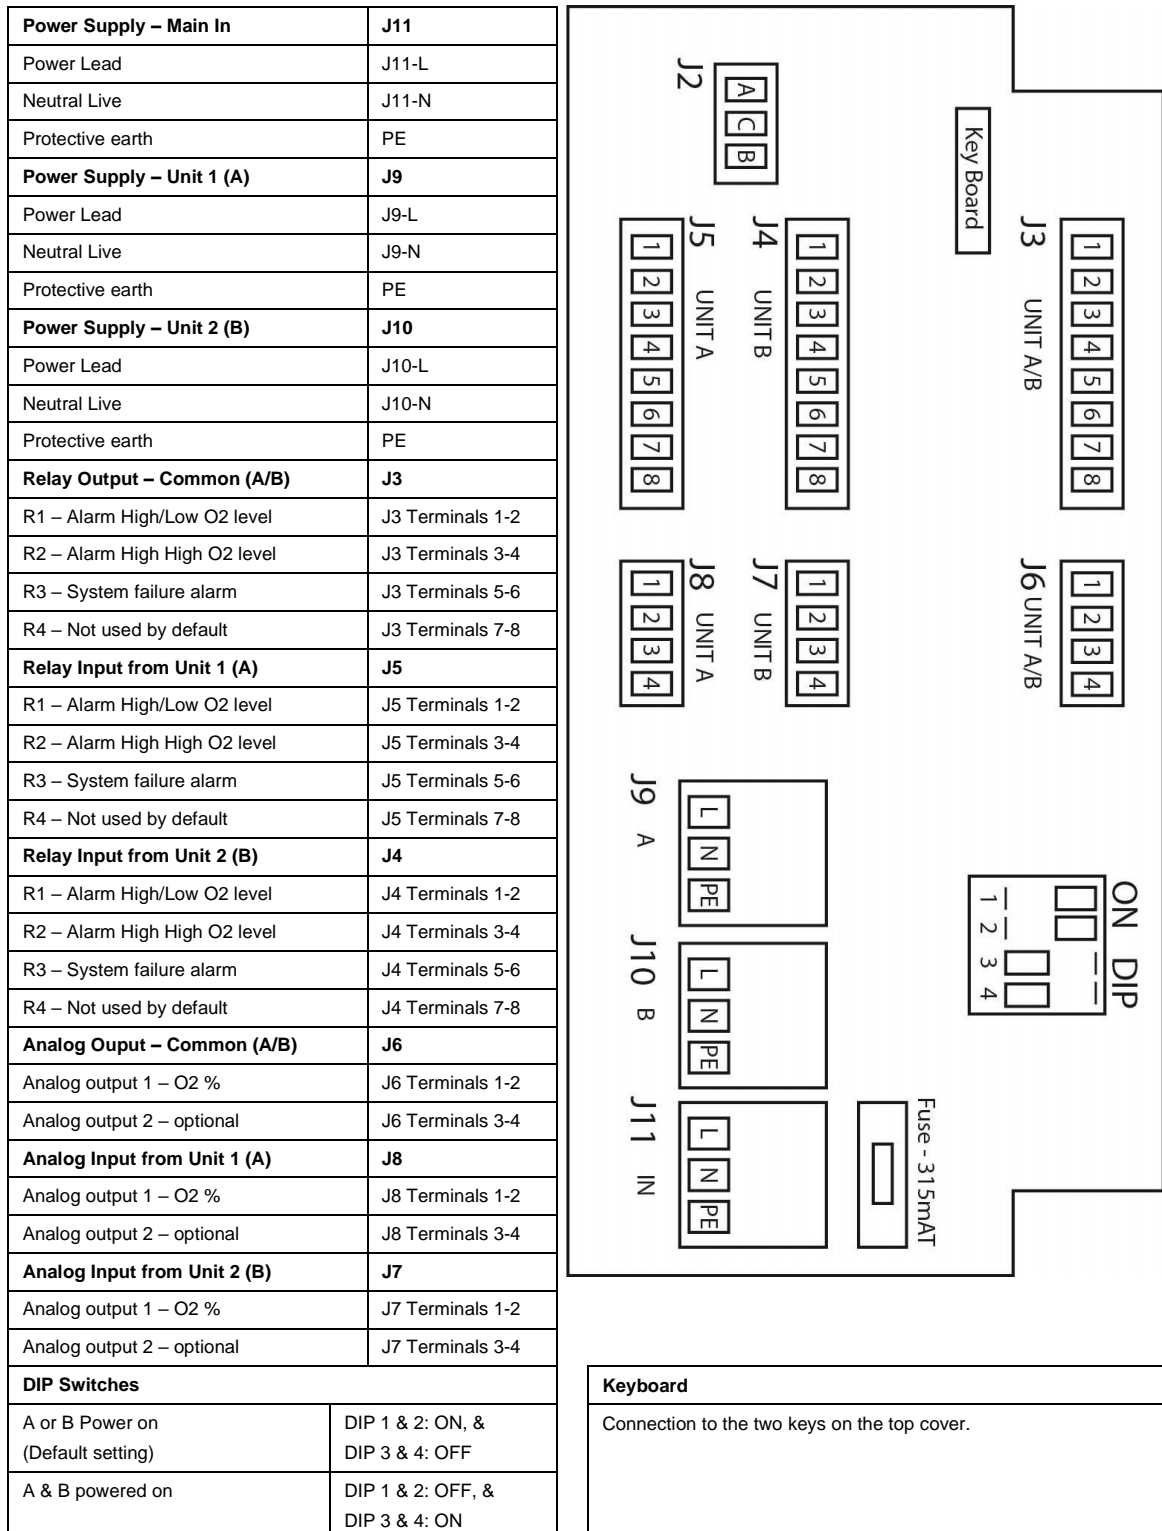 Power Supply – Main In J11
Power Lead J11-L
Neutral Live J11-N
Protective earth PE
Power Supply – Unit 1 (A) J9
Power Lead J9-L
Neutral Live J9-N
Protective earth PE
Power Supply – Unit 2 (B) J10
Power Lead J10-L
Neutral Live J10-N
Protective earth PE
Relay Output – Common (A/B) J3
R1 – Alarm High/Low O2 level J3 Terminals 1-2
R2 – Alarm High High O2 level J3 Terminals 3-4
R3 – System failure alarm J3 Terminals 5-6
R4 – Not used by default J3 Terminals 7-8
Relay Input from Unit 1 (A) J5
R1 – Alarm High/Low O2 level J5 Terminals 1-2
R2 – Alarm High High O2 level J5 Terminals 3-4
R3 – System failure alarm J5 Terminals 5-6
R4 – Not used by default J5 Terminals 7-8
Relay Input from Unit 2 (B) J4
R1 – Alarm High/Low O2 level J4 Terminals 1-2
R2 – Alarm High High O2 level J4 Terminals 3-4
R3 – System failure alarm J4 Terminals 5-6
R4 – Not used by default J4 Terminals 7-8
Analog Ouput – Common (A/B) J6
Analog output 1 – O2 % J6 Terminals 1-2
Analog output 2 – optional J6 Terminals 3-4
Analog Input from Unit 1 (A) J8
Analog output 1 – O2 % J8 Terminals 1-2
Analog output 2 – optional J8 Terminals 3-4
Analog Input from Unit 2 (B) J7
Analog output 1 – O2 % J7 Terminals 1-2
Analog output 2 – optional J7 Terminals 3-4
DIP Switches
A or B Power on DIP 1 & 2: ON, &
(Default setting) DIP 3 & 4: OFF
A & B powered on DIP 1 & 2: OFF, &
DIP 3 & 4: ON
J2
A C B
Key Board
J5 UNIT A
1 2 3 4 5 6 7 8
J4 UNIT B
1 2 3 4 5 6 7 8
J3 UNIT A/B
1 2 3 4 5 6 7 8
J8 UNIT A
1 2 3 4
J7 UNIT B
1 2 3 4
J6 UNIT A/B
1 2 3 4
J9 A
L N PE
J10 B
L N PE
J11 IN
L N PE
ON DIP
1 2 3 4
Fuse - 315mAT
Keyboard
Connection to the two keys on the top cover.